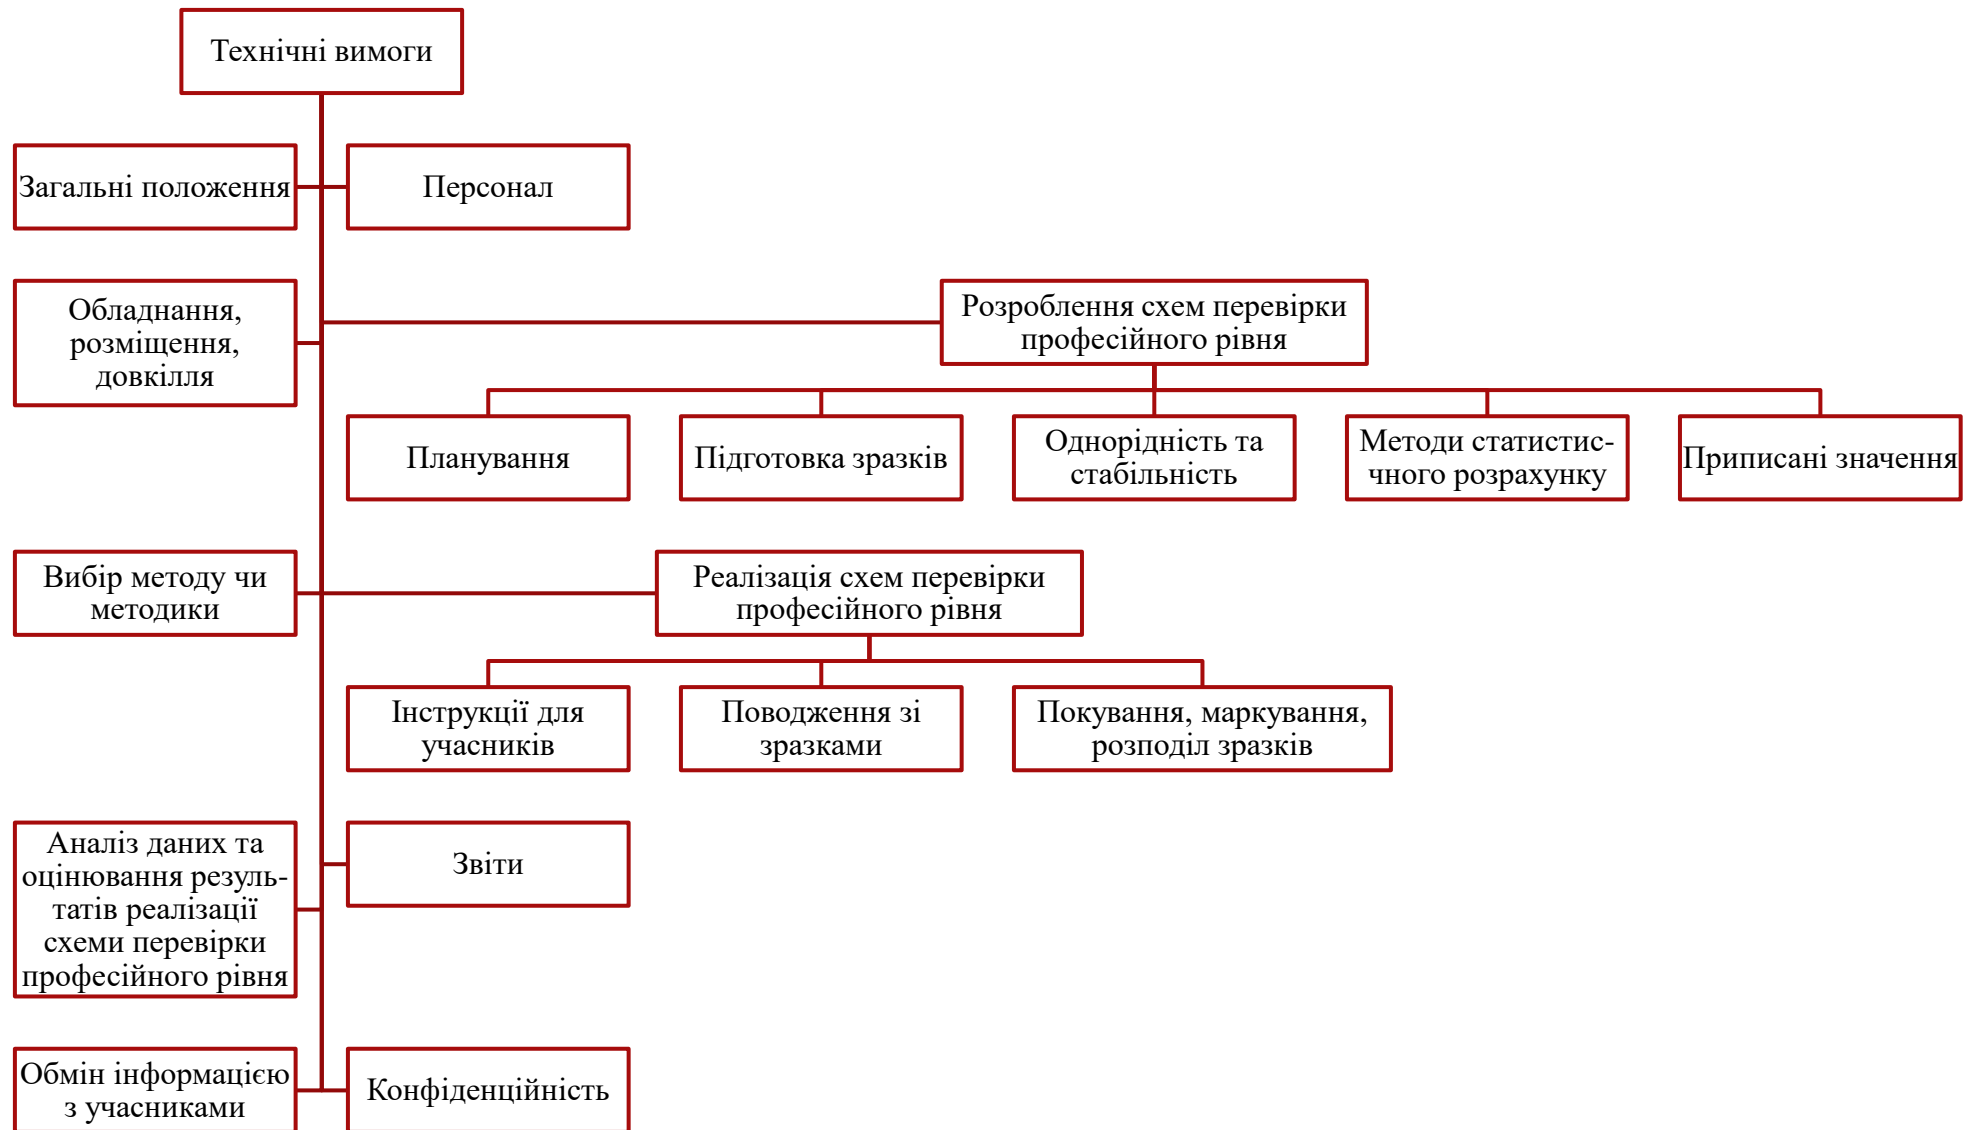 Технічні вимоги
Загальні положення
Персонал
Обладнання,
розміщення,
довкілля
Розроблення схем перевірки
професійного рівня
Планування
Підготовка зразків
Однорідність та
стабільність
Методи статистис-
чного розрахунку
Приписані значення
Вибір методу чи
методики
Реалізація схем перевірки
професійного рівня
Інструкції для
учасників
Поводження зі
зразками
Покування, маркування,
розподіл зразків
Аналіз даних та
оцінювання резуль-
татів реалізації
схеми перевірки
професійного рівня
Звіти
Обмін інформацією
з учасниками
Конфіденційність